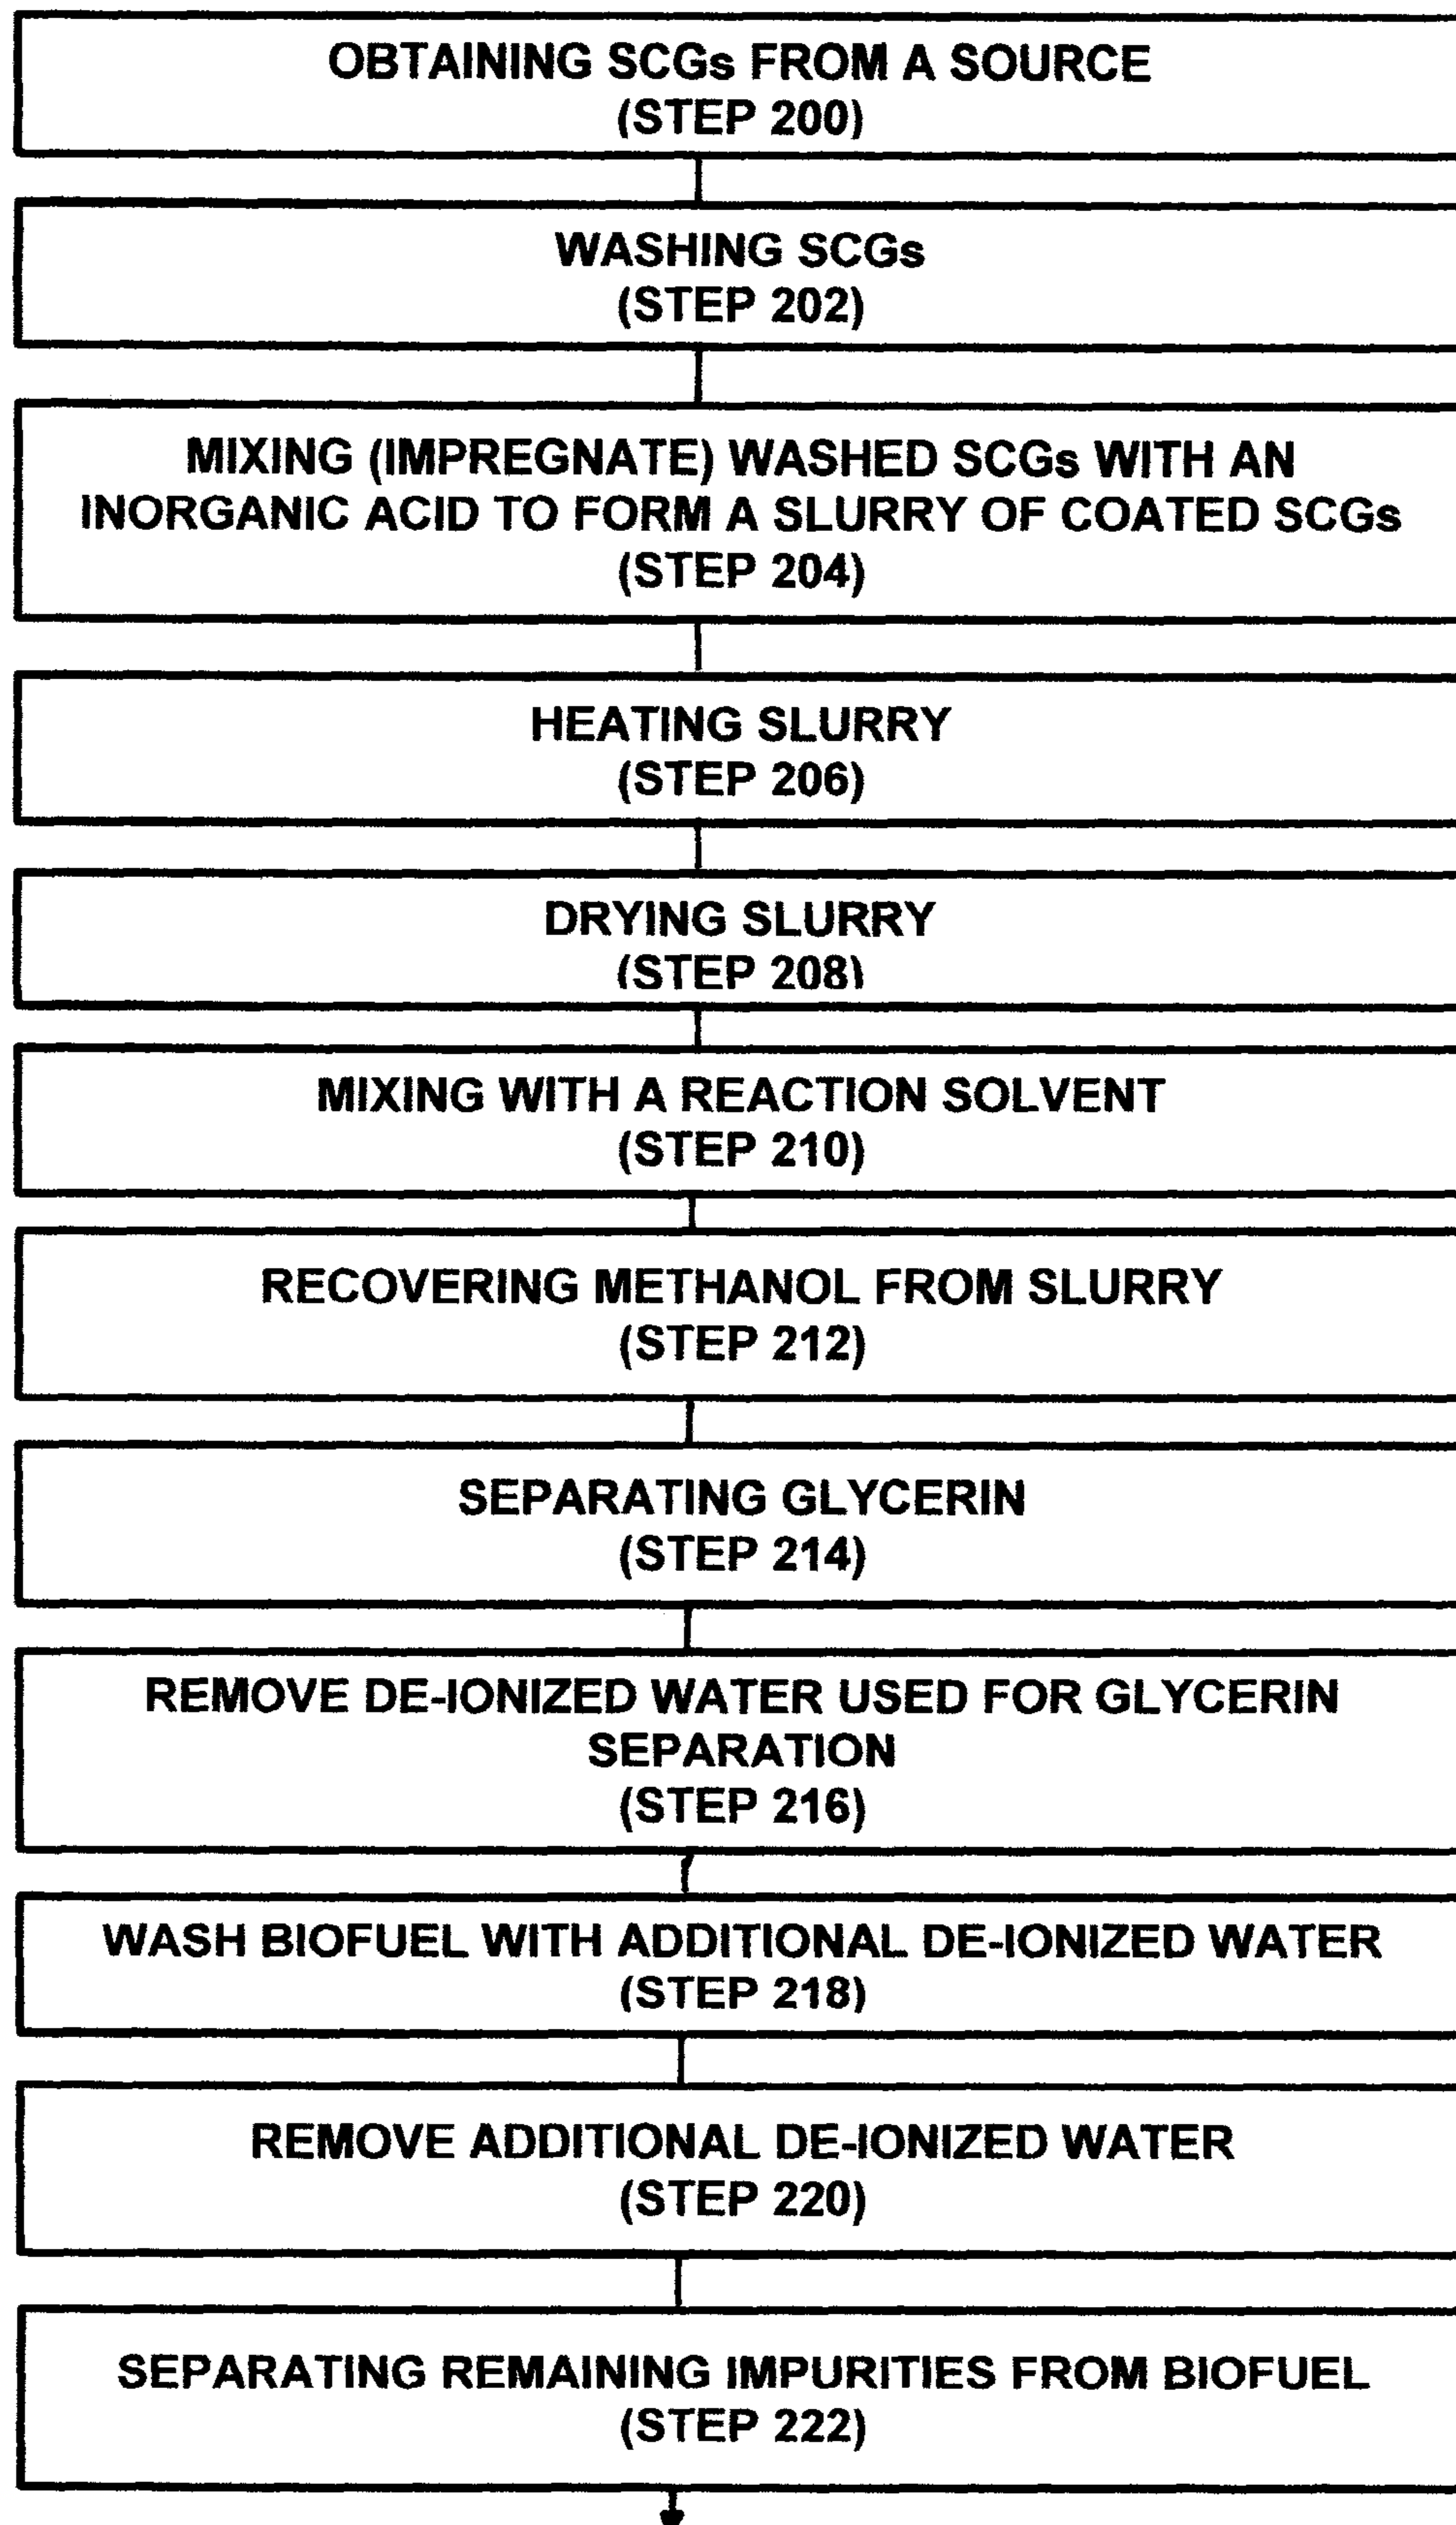 OBTAINING SCGs FROM A SOURCE
(STEP 200)
WASHING SCGs
(STEP 202)
MIXING (IMPREGNATE) WASHED SCGs WITH AN
INORGANIC ACID TO FORM A SLURRY OF COATED SCGs
(STEP 204)
HEATING SLURRY
(STEP 206)
DRYING SLURRY
(STEP 208)
MIXING WITH A REACTION SOLVENT
(STEP 210)
RECOVERING METHANOL FROM SLURRY
(STEP 212)
SEPARATING GLYCERIN
(STEP 214)
REMOVE DE-IONIZED WATER USED FOR GLYCERIN
SEPARATION
(STEP 216)
WASH BIOFUEL WITH ADDITIONAL DE-IONIZED WATER
(STEP 218)
REMOVE ADDITIONAL DE-IONIZED WATER
(STEP 220)
SEPARATING REMAINING IMPURITIES FROM BIOFUEL
(STEP 222)